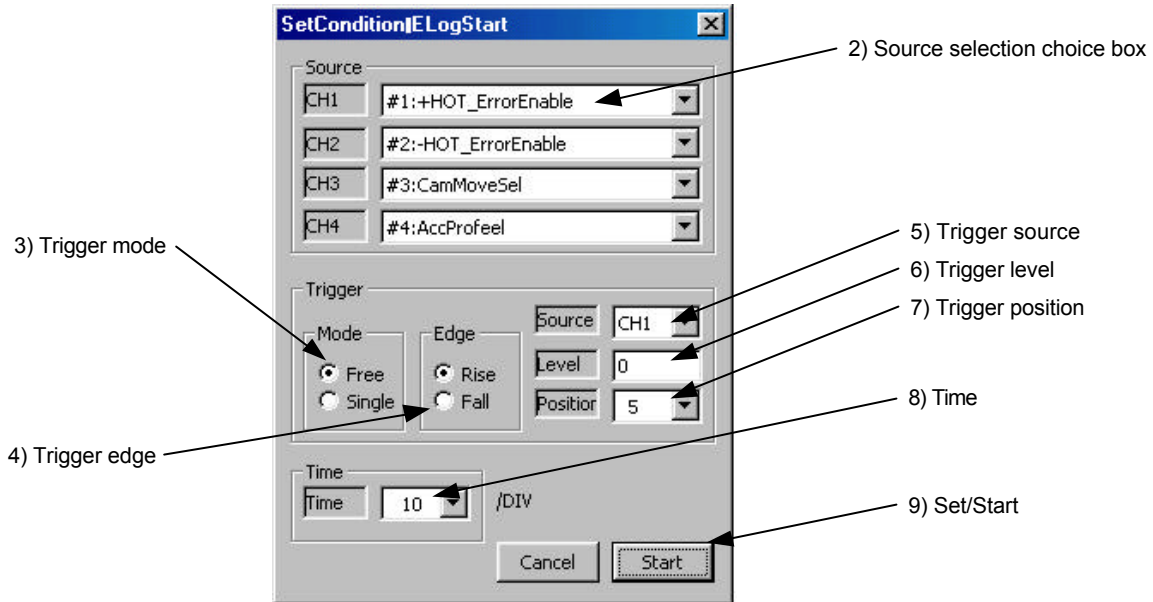 SetCondition|ELogStart
2) Source selection choice box
Source
CH1 #1:+HOT_ErrorEnable
CH2 #2:-HOT_ErrorEnable
CH3 #3:CamMoveSel
CH4 #4:AccProfeel
3) Trigger mode
5) Trigger source
6) Trigger level
7) Trigger position
Trigger
Mode
Free
Single
Edge
Rise
Fall
Source CH1
Level 0
Position 5
8) Time
4) Trigger edge
Time
Time 10 /DIV
9) Set/Start
Cancel Start